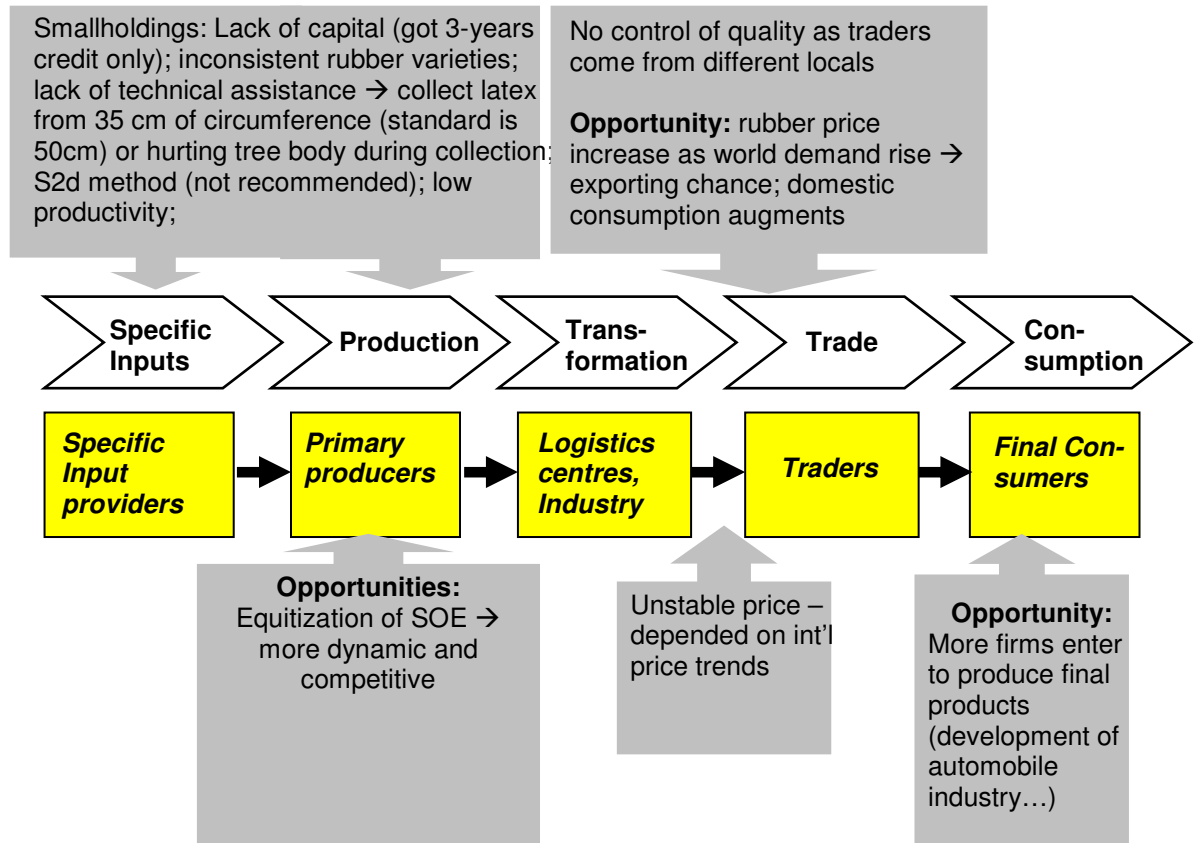 Smallholdings: Lack of capital (got 3-years
credit only); inconsistent rubber varieties;
lack of technical assistance → collect latex
from 35 cm of circumference (standard is
50cm) or hurting tree body during collection;
S2d method (not recommended); low
productivity;
No control of quality as traders
come from different locals
Opportunity: rubber price
increase as world demand rise →
exporting chance; domestic
consumption augments
Specific
Inputs
Production
Trans-
formation
Trade
Con-
sumption
Specific
Input
providers
Primary
producers
Logistics
centres,
Industry
Traders
Final Con-
sumers
Opportunities:
Equitization of SOE →
more dynamic and
competitive
Unstable price –
depended on int'l
price trends
Opportunity:
More firms enter
to produce final
products
(development of
automobile
industry…)